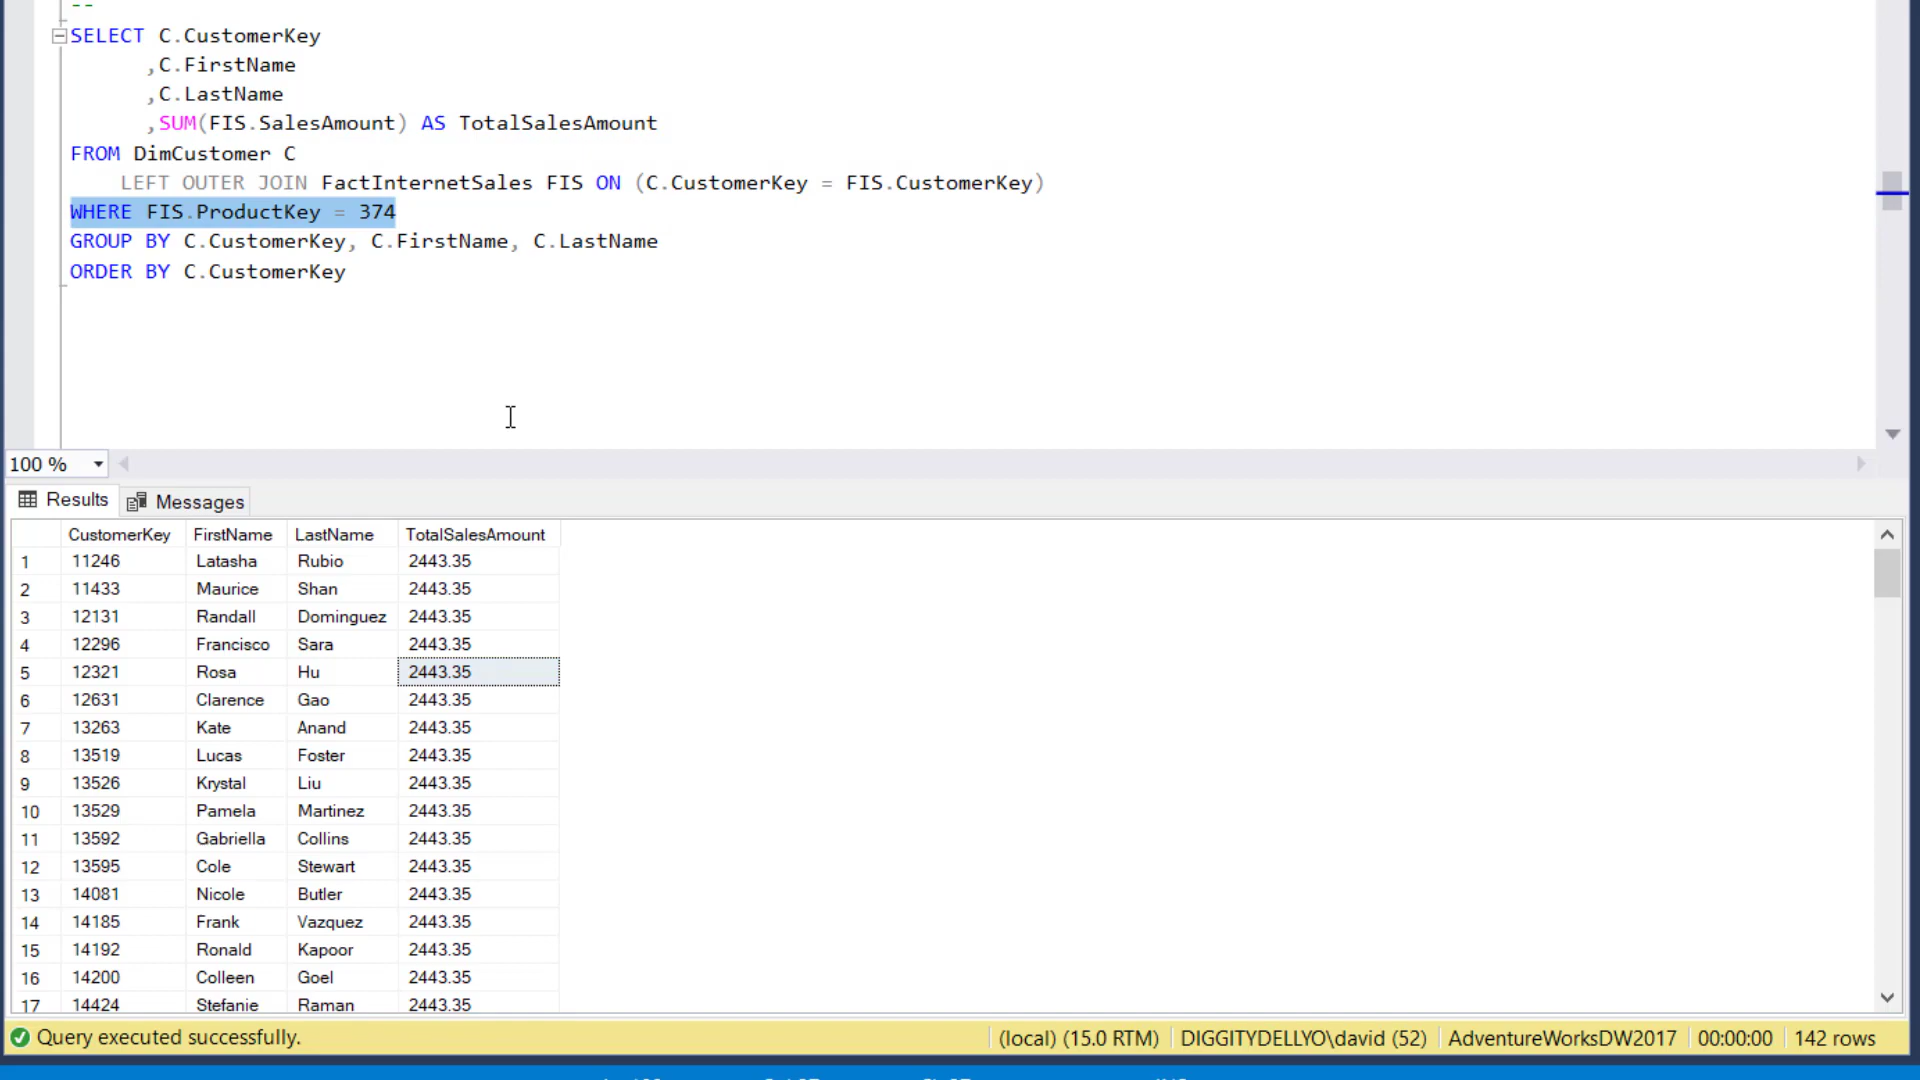 --
SELECT C.CustomerKey
,C.FirstName
,C.LastName
,SUM(FIS.SalesAmount) AS TotalSalesAmount
FROM DimCustomer C
LEFT OUTER JOIN FactInternetSales FIS ON (C.CustomerKey = FIS.CustomerKey)
WHERE FIS.ProductKey = 374
GROUP BY C.CustomerKey, C.FirstName, C.LastName
ORDER BY C.CustomerKey
100 %
Results Messages
CustomerKey FirstName LastName TotalSalesAmount
1 11246 Latasha Rubio 2443.35
2 11433 Maurice Shan 2443.35
3 12131 Randall Dominguez 2443.35
4 12296 Francisco Sara 2443.35
5 12321 Rosa Hu 2443.35
6 12631 Clarence Gao 2443.35
7 13263 Kate Anand 2443.35
8 13519 Lucas Foster 2443.35
9 13526 Krystal Liu 2443.35
10 13529 Pamela Martinez 2443.35
11 13592 Gabriella Collins 2443.35
12 13595 Cole Stewart 2443.35
13 14081 Nicole Butler 2443.35
14 14185 Frank Vazquez 2443.35
15 14192 Ronald Kapoor 2443.35
16 14200 Colleen Goel 2443.35
17 14424 Stefanie Raman 2443.35
Query executed successfully. (local) (15.0 RTM) DIGGITYDELLYO\david (52) AdventureWorksDW2017 00:00:00 142 rows